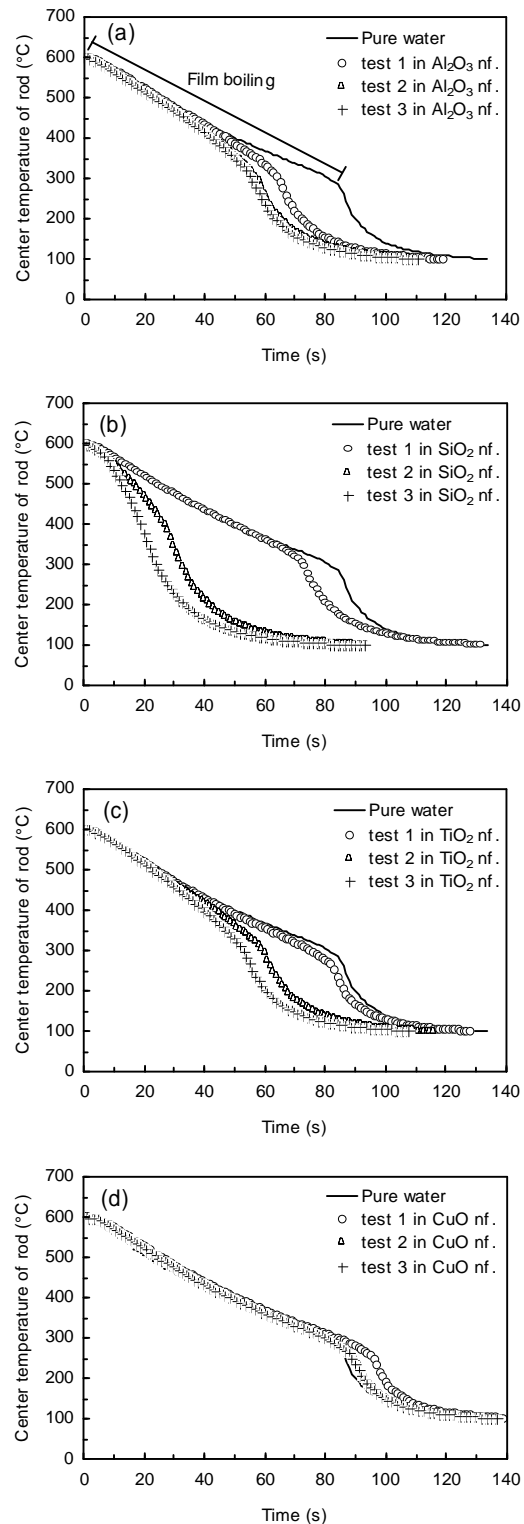 (a)
Pure water
test 1 in Al₂O₃ nf.
test 2 in Al₂O₃ nf.
test 3 in Al₂O₃ nf.
Film boiling
Center temperature of rod (°C)
700
600
500
400
300
200
100
0
0 20 40 60 80 100 120 140
Time (s)
(b)
Pure water
test 1 in SiO₂ nf.
test 2 in SiO₂ nf.
test 3 in SiO₂ nf.
Center temperature of rod (°C)
700
600
500
400
300
200
100
0
0 20 40 60 80 100 120 140
Time (s)
(c)
Pure water
test 1 in TiO₂ nf.
test 2 in TiO₂ nf.
test 3 in TiO₂ nf.
Center temperature of rod (°C)
700
600
500
400
300
200
100
0
0 20 40 60 80 100 120 140
Time (s)
(d)
Pure water
test 1 in CuO nf.
test 2 in CuO nf.
test 3 in CuO nf.
Center temperature of rod (°C)
700
600
500
400
300
200
100
0
0 20 40 60 80 100 120 140
Time (s)